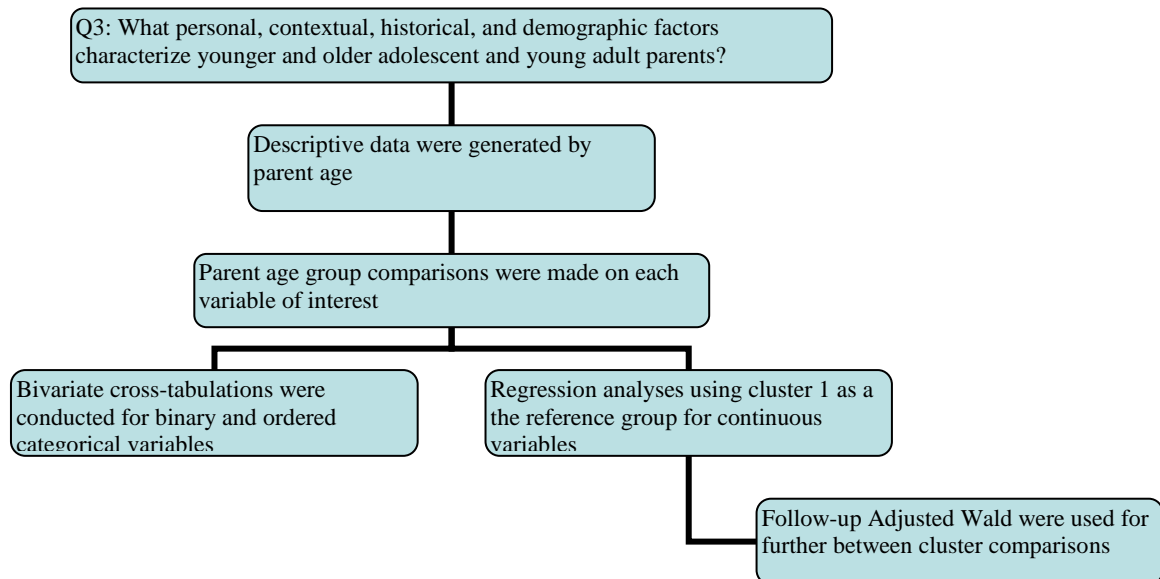 Q3: What personal, contextual, historical, and demographic factors
characterize younger and older adolescent and young adult parents?
Descriptive data were generated by
parent age
Parent age group comparisons were made on each
variable of interest
Bivariate cross-tabulations were
conducted for binary and ordered
categorical variables
Regression analyses using cluster 1 as a
the reference group for continuous
variables
Follow-up Adjusted Wald were used for
further between cluster comparisons